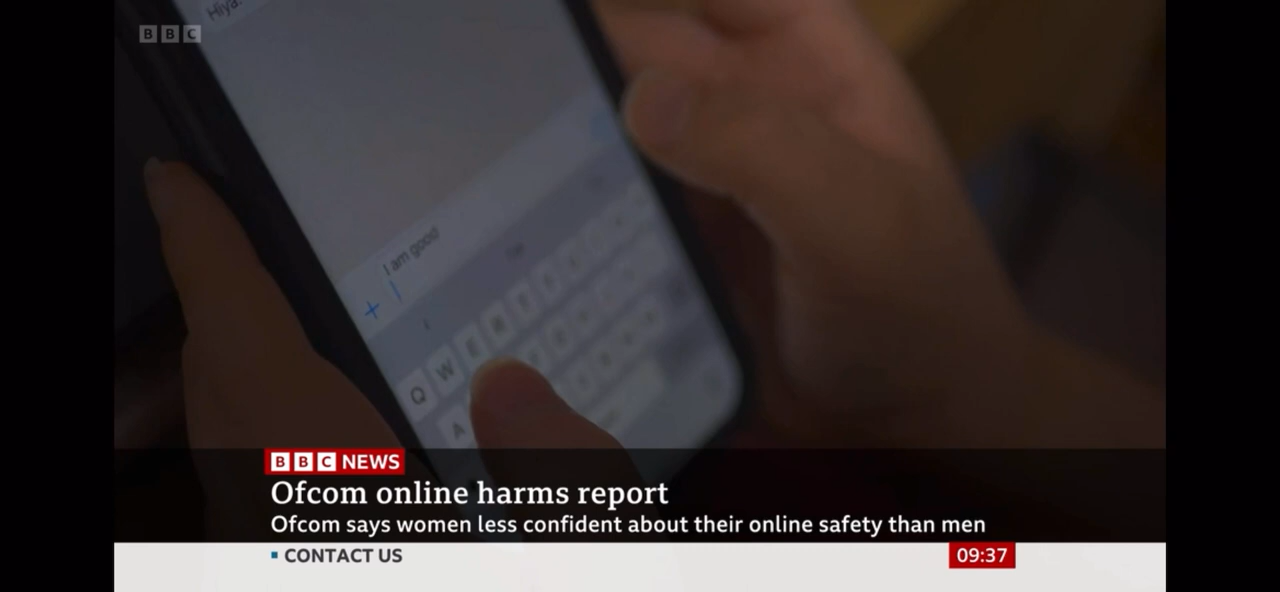 BBC
Hiya.
I am good
Q W
A
BBC NEWS
Ofcom online harms report
Ofcom says women less confident about their online safety than men
CONTACT US
09:37